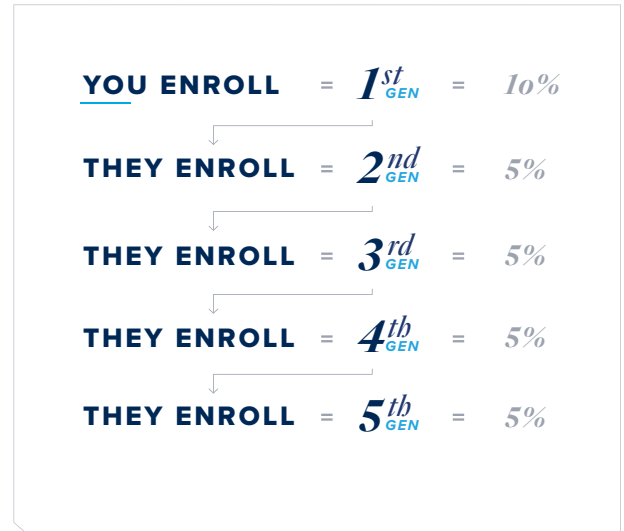 YOU ENROLL = 1st GEN = 10%
THEY ENROLL = 2nd GEN = 5%
THEY ENROLL = 3rd GEN = 5%
THEY ENROLL = 4th GEN = 5%
THEY ENROLL = 5th GEN = 5%